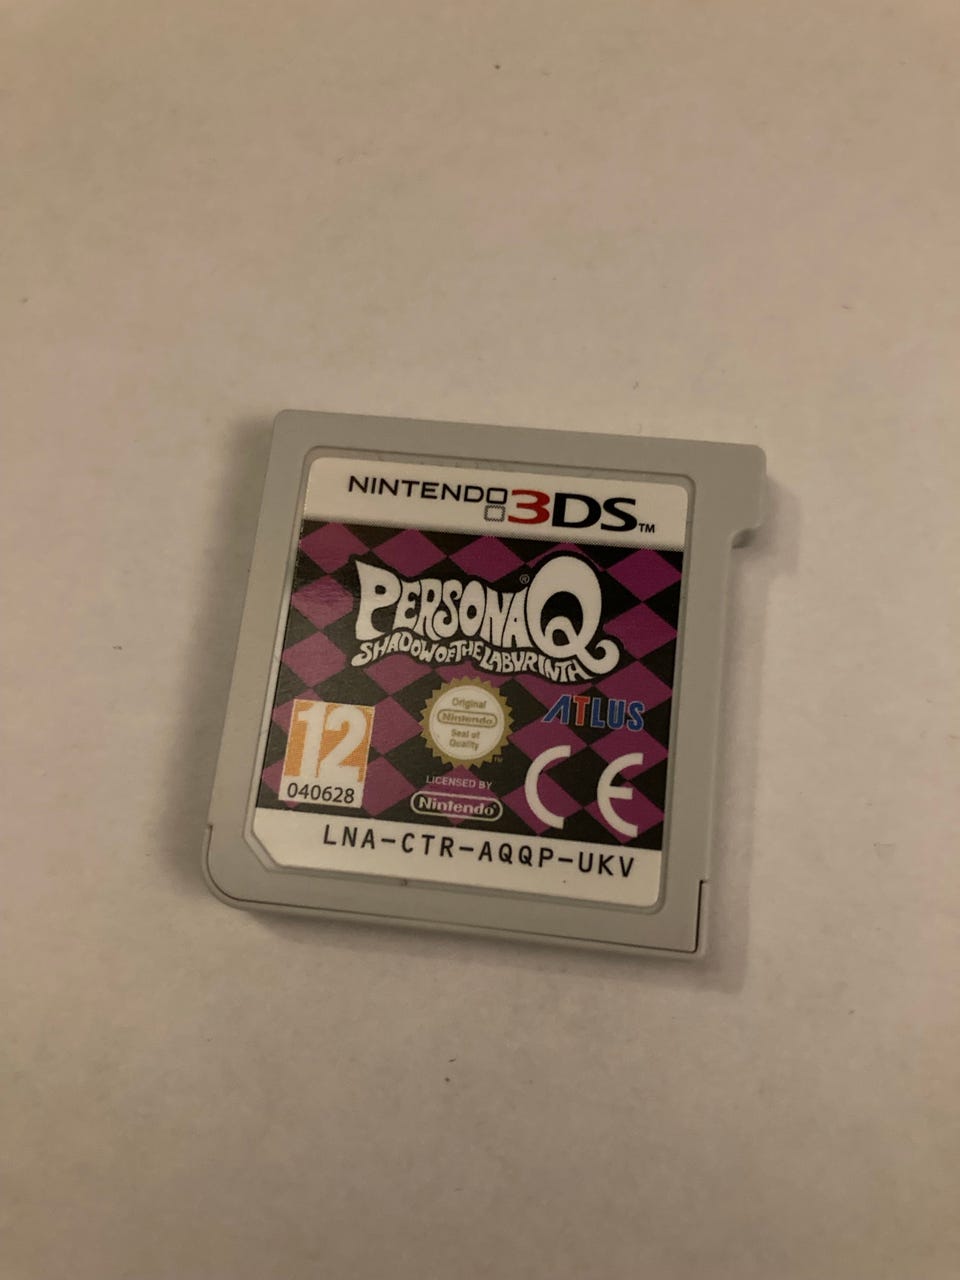 NINTENDO 3DS™
PERSONA® Q
SHADOW OF THE LABYRINTH
12
040628
Original
Nintendo
Seal of
Quality
TM
LICENSED BY
Nintendo®
ATLUS
CE
LNA-CTR-AQQP-UKV